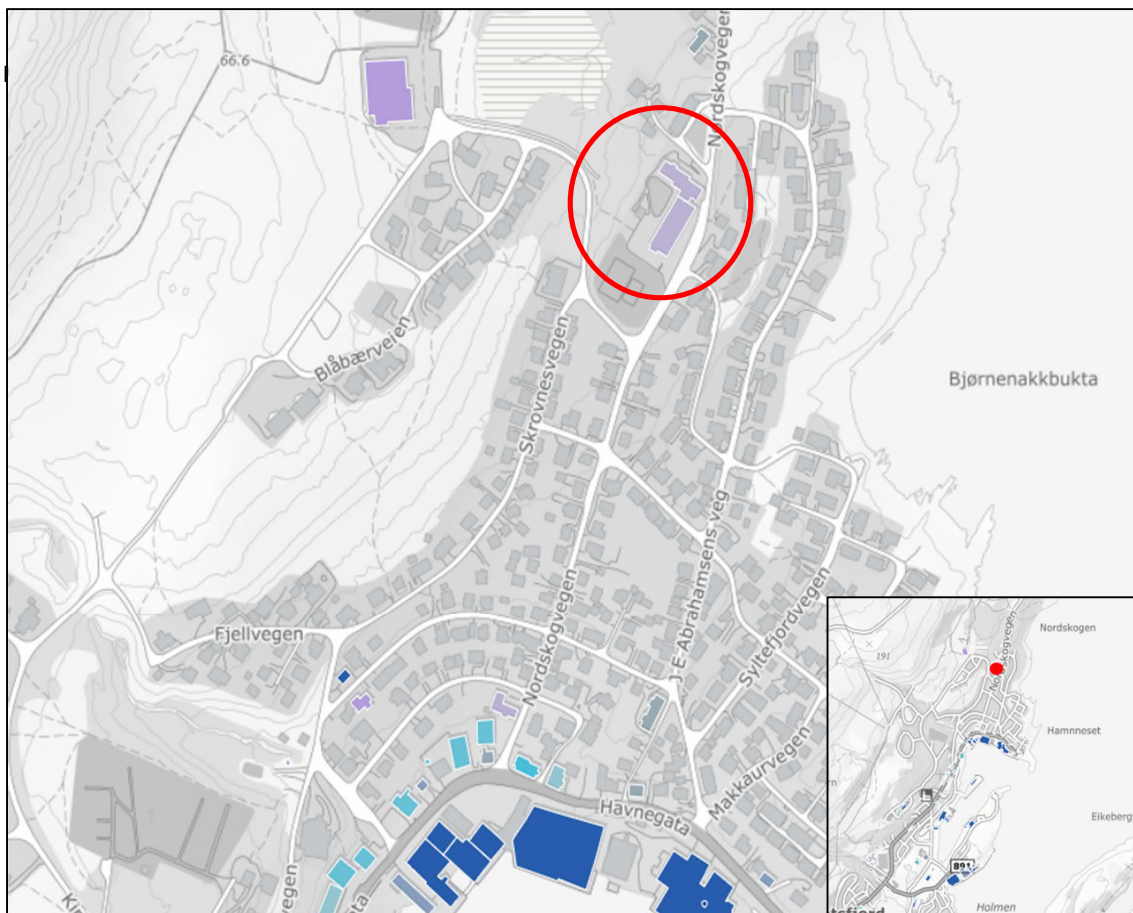 66.6
Nordskogvegen
Bjørnenakkbukta
Blåbærveien
Skrovnesvegen
J-E-Abrahamsens veg
Syltefjordvegen
Fjellvegen
Nordskogvegen
Makkaurvegen
Havnegata
Nordskogen
191
Nordskogvegen
Hamnneset
Eikeberg
891
Holmen
tsfjord